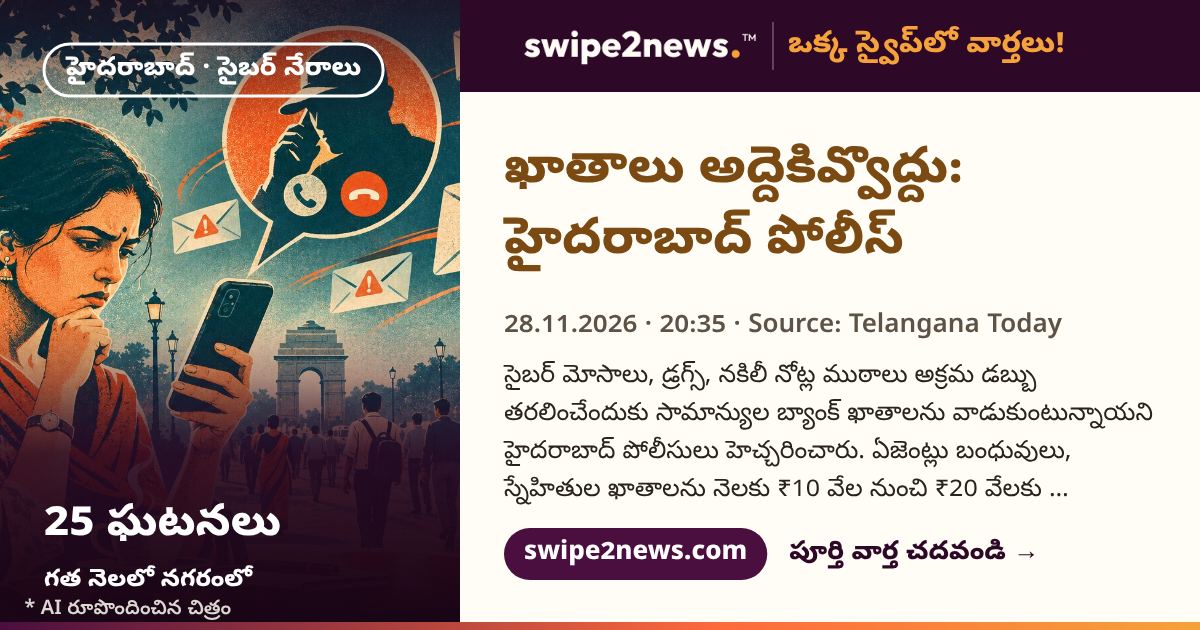 హైదరాబాద్ · సైబర్ నేరాలు
25 ఘటనలు
గత నెలలో నగరంలో
* AI రూపొందించిన చిత్రం
swipe2news.™ ఒక్క స్వైప్‌లో వార్తలు!
ఖాతాలు అద్దెకివ్వొద్దు:
హైదరాబాద్ పోలీస్
28.11.2026 · 20:35 · Source: Telangana Today
సైబర్ మోసాలు, డ్రగ్స్, నకిలీ నోట్ల ముఠాలు అక్రమ డబ్బు
తరలించేందుకు సామాన్యుల బ్యాంక్ ఖాతాలను వాడుకుంటున్నాయని
హైదరాబాద్ పోలీసులు హెచ్చరించారు. ఏజెంట్లు బంధువులు,
స్నేహితుల ఖాతాలను నెలకు ₹10 వేల నుంచి ₹20 వేలకు ...
swipe2news.com పూర్తి వార్త చదవండి →